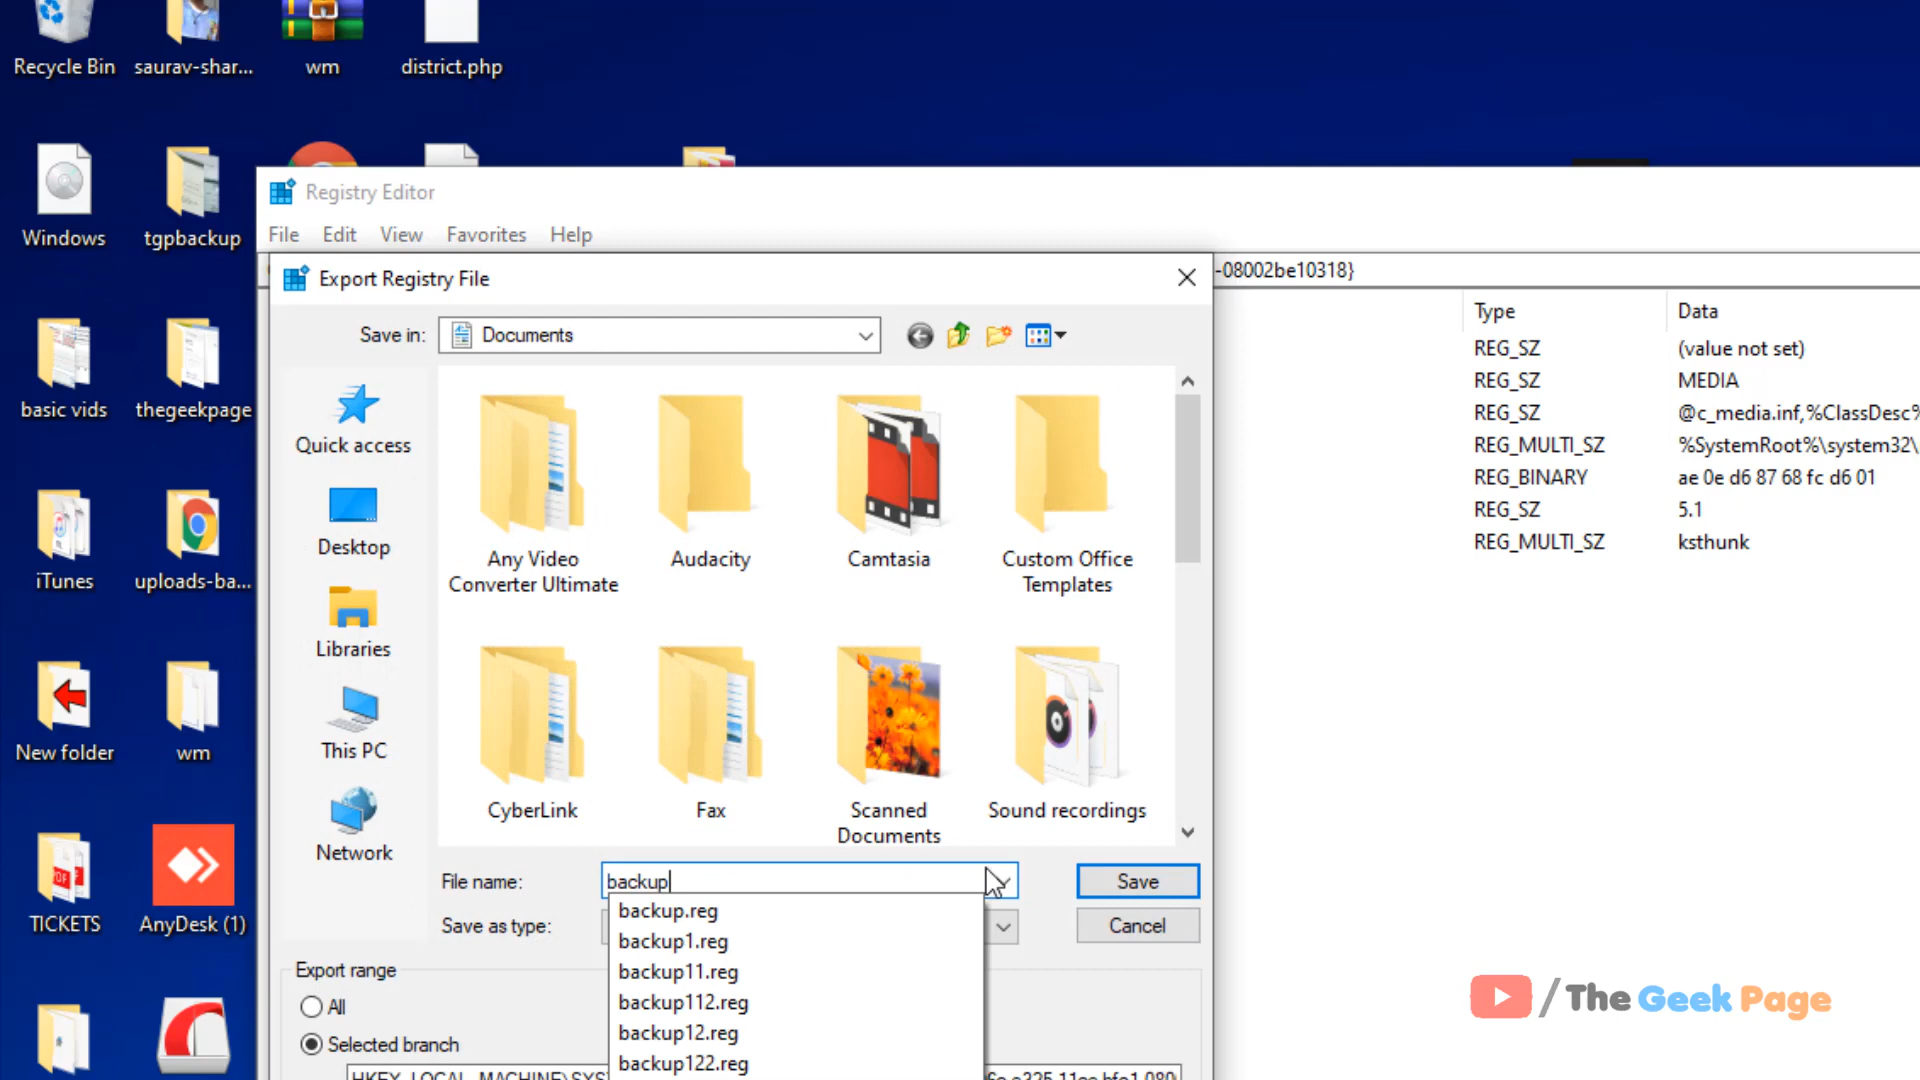 Recycle Bin
saurav-shar...
wm
district.php
Windows
tgpbackup
basic vids
thegeekpage
iTunes
uploads-ba...
New folder
wm
TICKETS
AnyDesk (1)
Registry Editor
File Edit View Favorites Help
-08002be10318}
Export Registry File
Save in: Documents
Quick access
Desktop
Libraries
This PC
Network
Any Video
Converter Ultimate
Audacity
Camtasia
Custom Office
Templates
CyberLink
Fax
Scanned
Documents
Sound recordings
File name: backup
Save
Save as type:
Cancel
backup.reg
backup1.reg
backup11.reg
backup112.reg
backup12.reg
backup122.reg
Export range
All
Selected branch
Type Data
REG_SZ (value not set)
REG_SZ MEDIA
REG_SZ @c_media.inf,%ClassDesc%
REG_MULTI_SZ %SystemRoot%\system32\
REG_BINARY ae 0e d6 87 68 fc d6 01
REG_SZ 5.1
REG_MULTI_SZ ksthunk
/The Geek Page